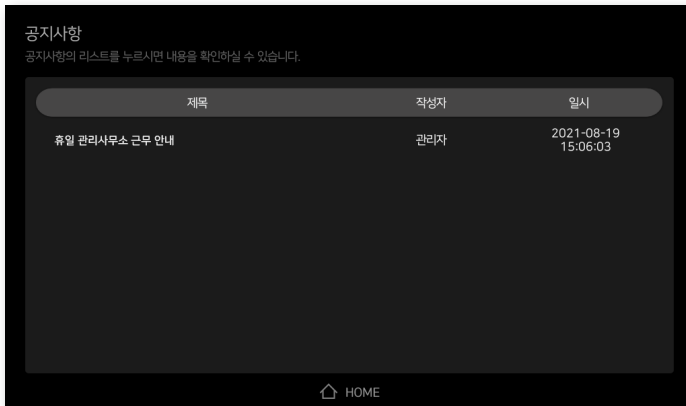 공지사항
공지사항의 리스트를 누르시면 내용을 확인하실 수 있습니다.
제목 작성자 일시
휴일 관리사무소 근무 안내 관리자 2021-08-19
15:06:03
HOME